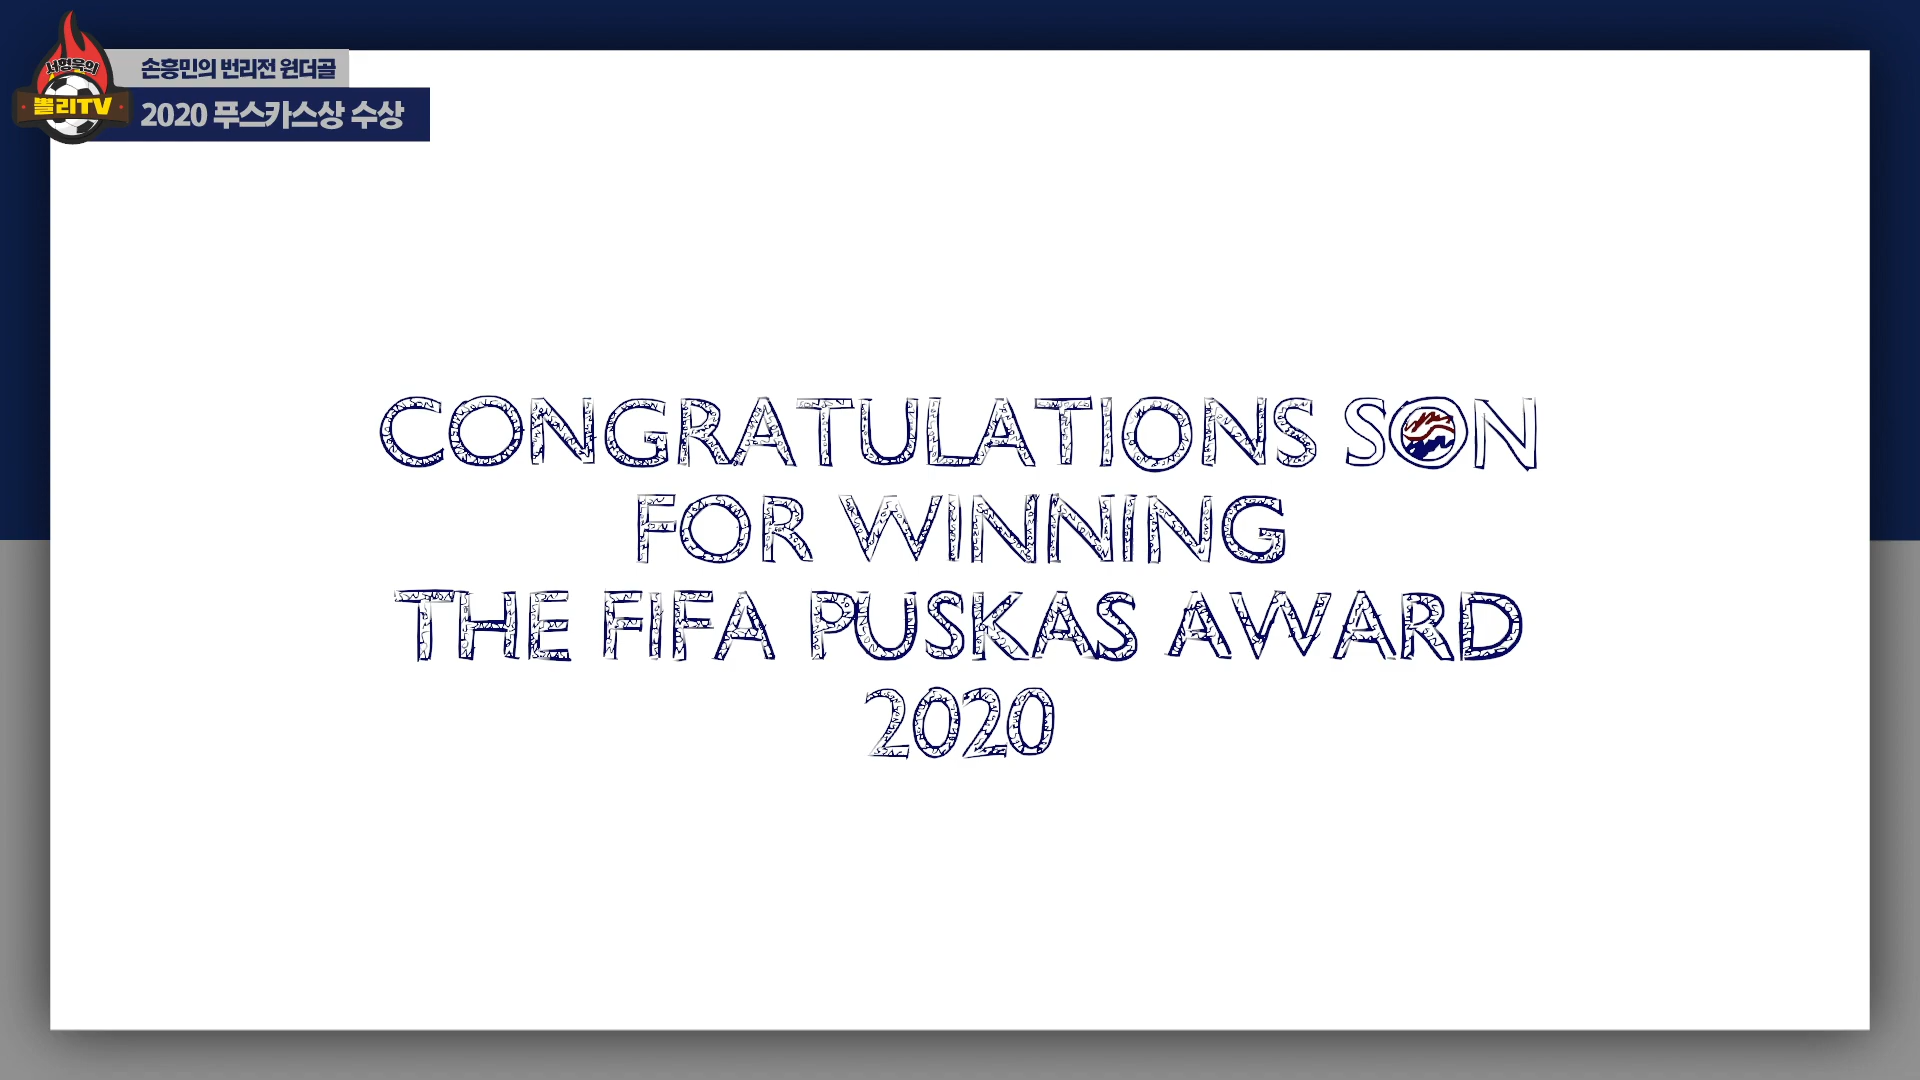 서형욱의
뽈리TV
손흥민의 번리전 원더골
2020 푸스카스상 수상
CONGRATULATIONS SON
FOR WINNING
THE FIFA PUSKAS AWARD
2020